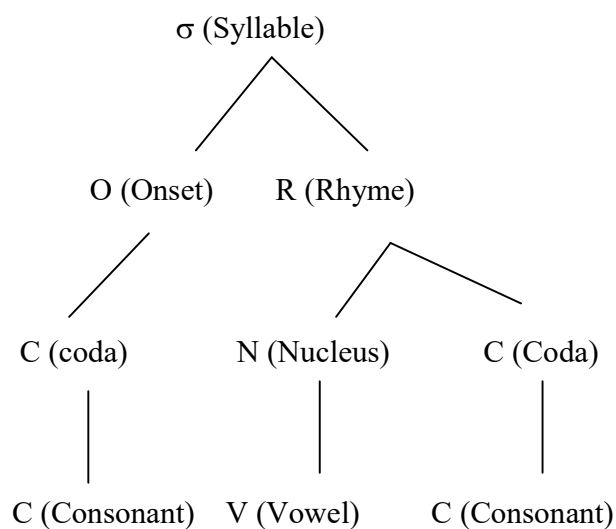 σ (Syllable)
O (Onset) R (Rhyme)
C (coda) N (Nucleus) C (Coda)
C (Consonant) V (Vowel) C (Consonant)